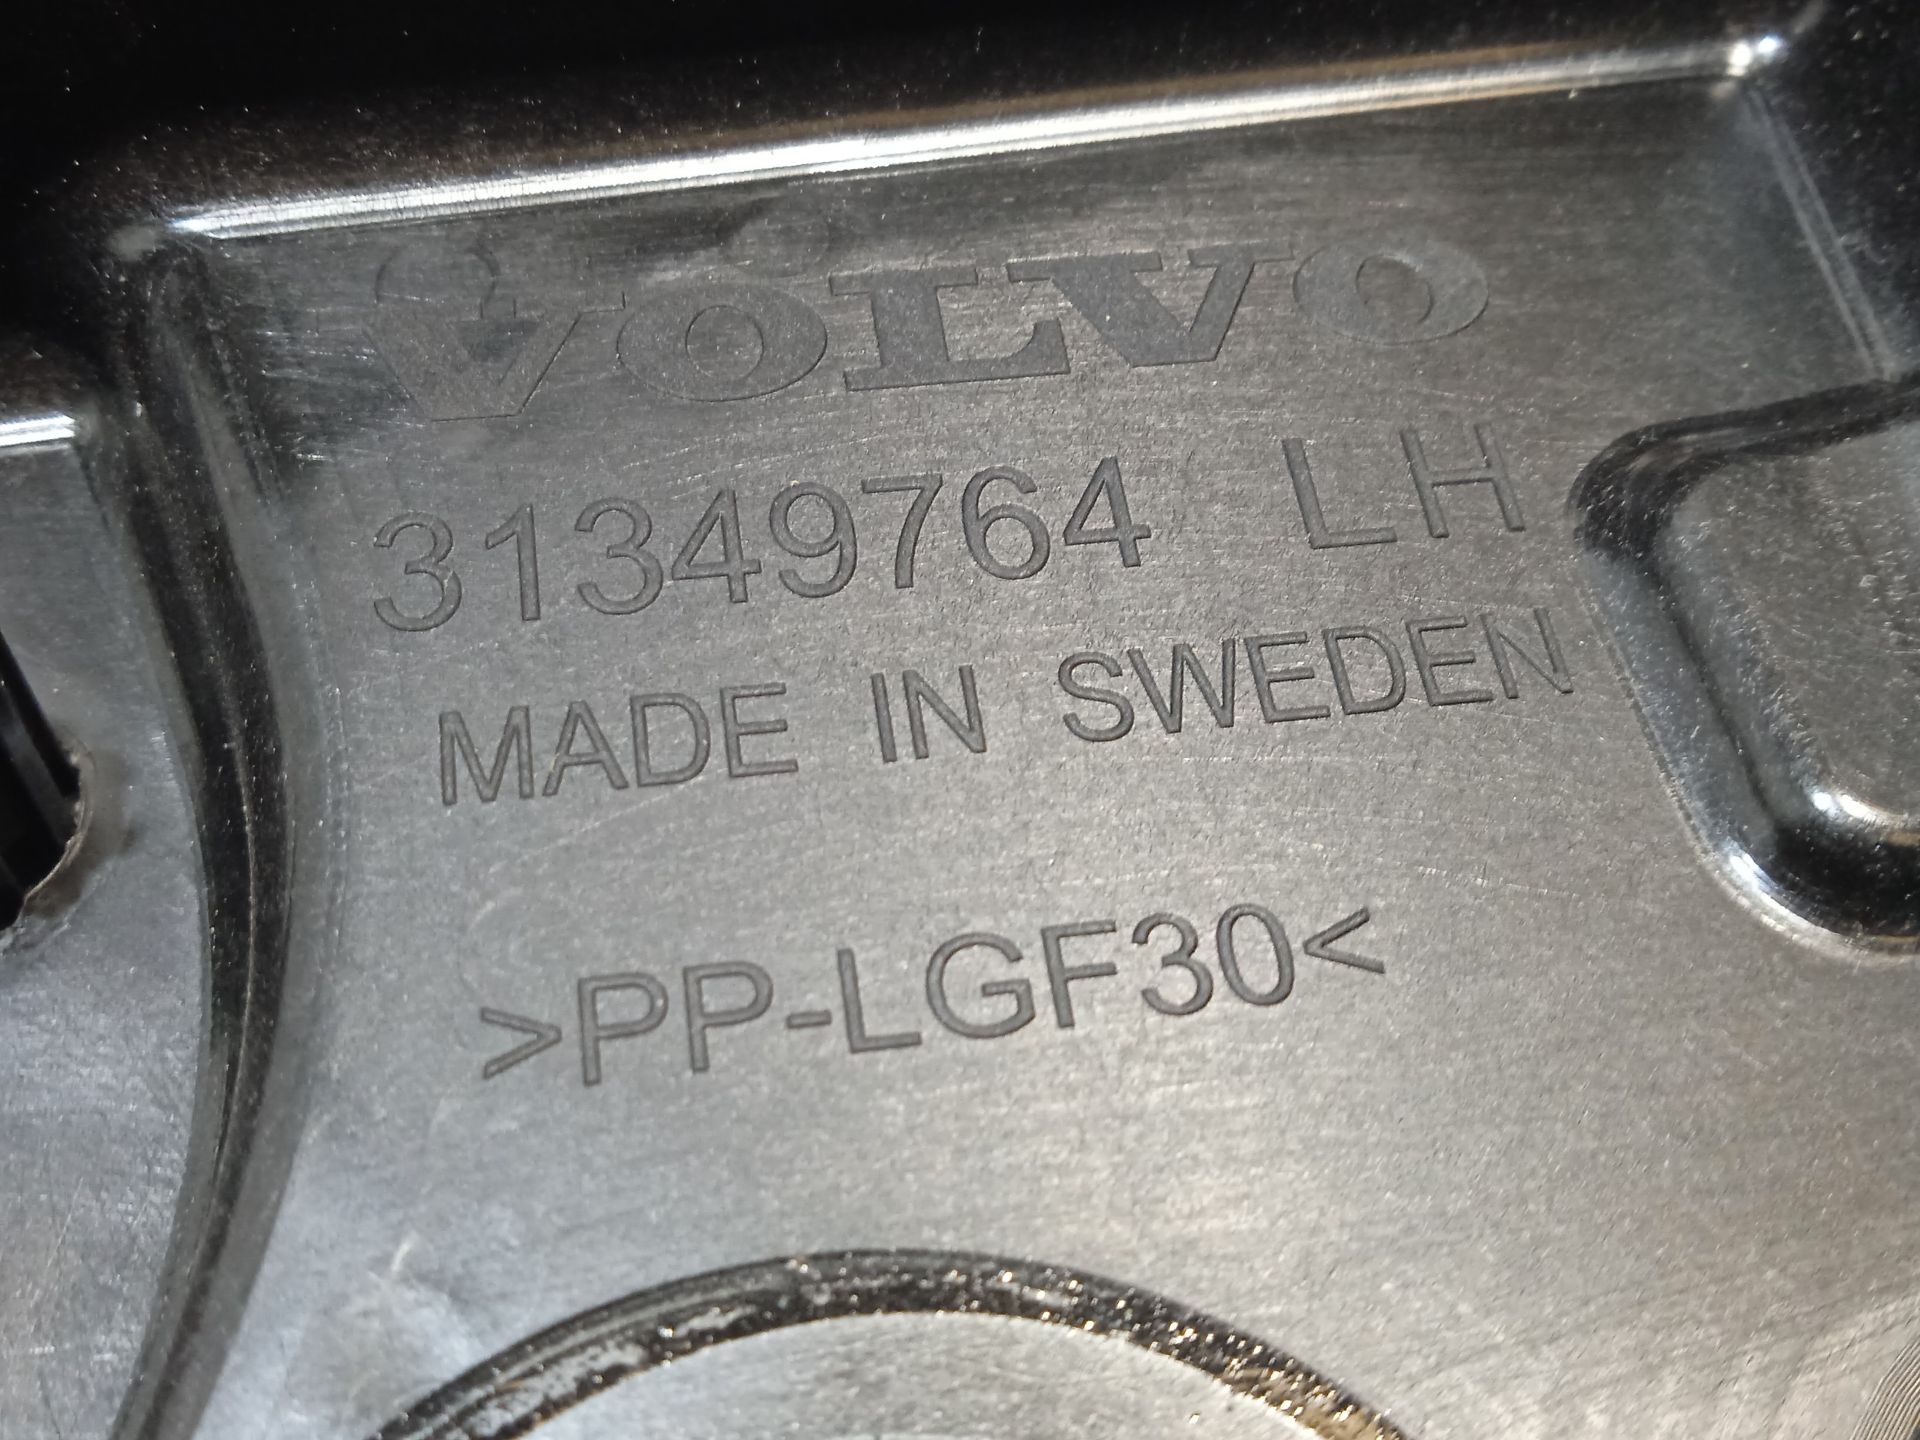 VOLVO
31349764 LH
MADE IN SWEDEN
>PP-LGF30<